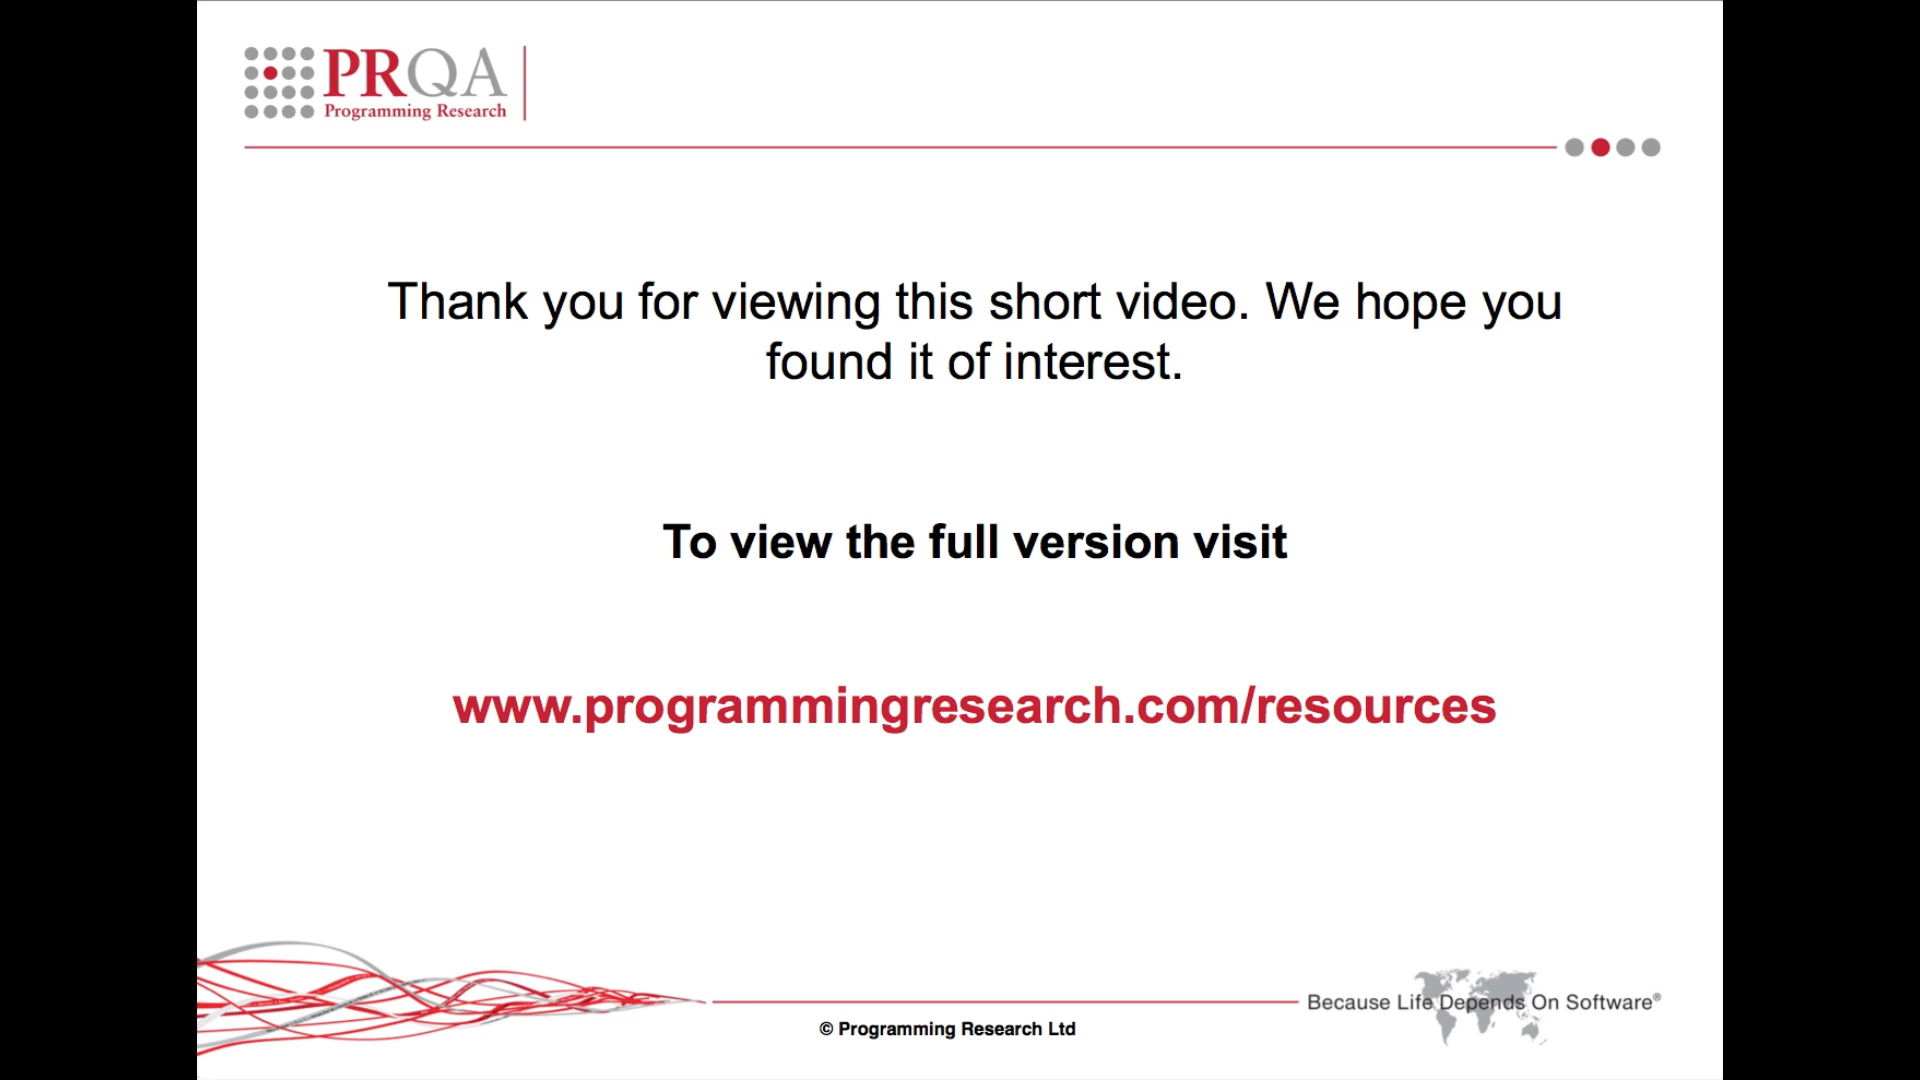 PRQA
Programming Research
Thank you for viewing this short video. We hope you
found it of interest.
To view the full version visit
www.programmingresearch.com/resources
Because Life Depends On Software®
© Programming Research Ltd